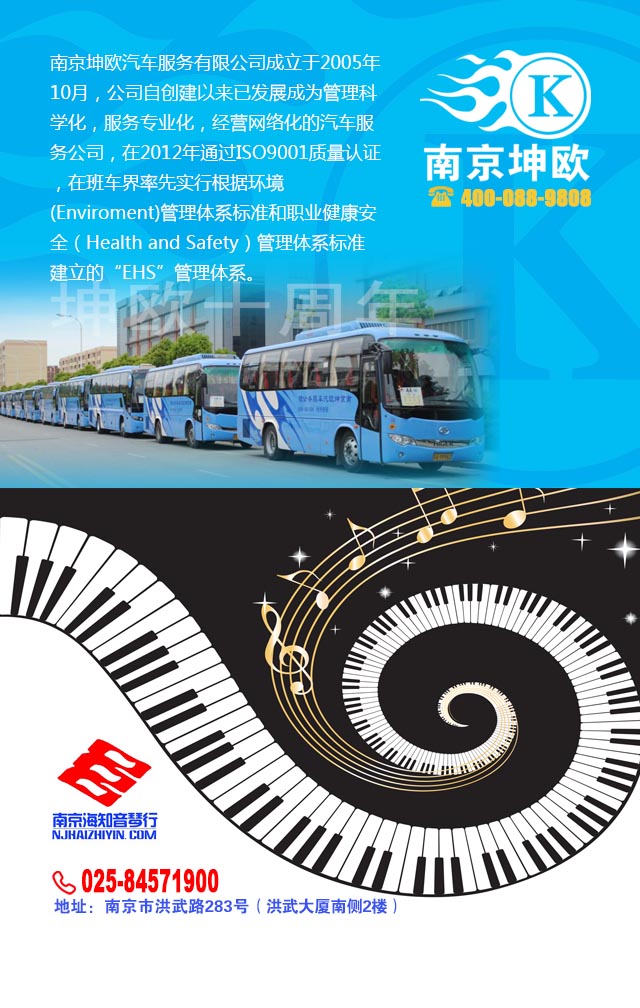 南京坤欧汽车服务有限公司成立于2005年
10月，公司自创建以来已发展成为管理科
学化，服务专业化，经营网络化的汽车服
务公司，在2012年通过ISO9001质量认证
，在班车界率先实行根据环境
(Enviroment)管理体系标准和职业健康安
全（Health and Safety）管理体系标准
建立的“EHS”管理体系。
K
南京坤欧
400-088-9808
坤欧十周年
南京海知音琴行
NJHAIZHIYIN.COM
025-84571900
地址：南京市洪武路283号（洪武大厦南侧2楼）